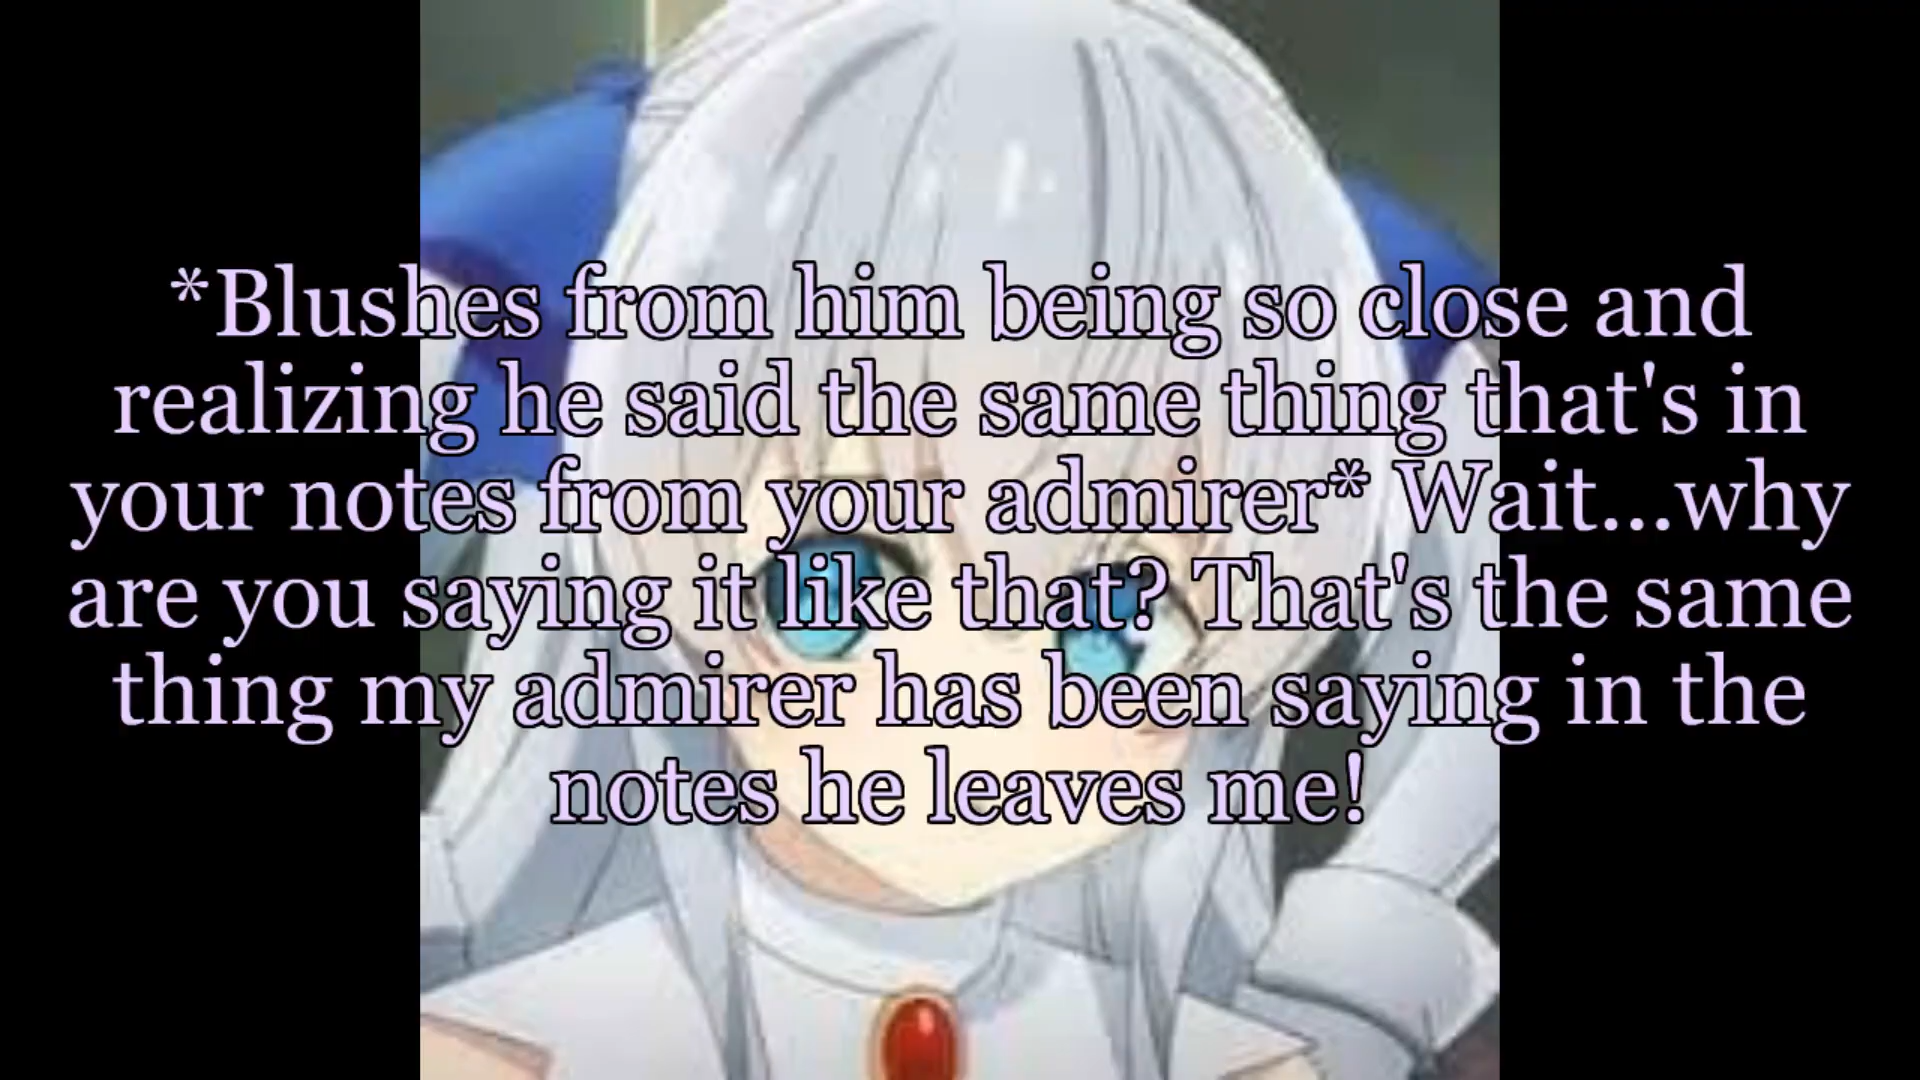 *Blushes from him being so close and
realizing he said the same thing that's in
your notes from your admirer* Wait...why
are you saying it like that? That's the same
thing my admirer has been saying in the
notes he leaves me!